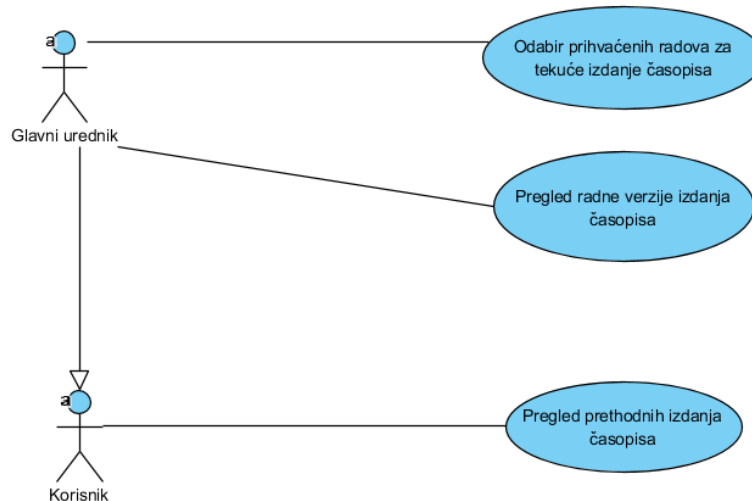 a
Odabir prihvaćenih radova za
tekuće izdanje časopisa
Glavni urednik
Pregled radne verzije izdanja
časopisa
a
Pregled prethodnih izdanja
časopisa
Korisnik